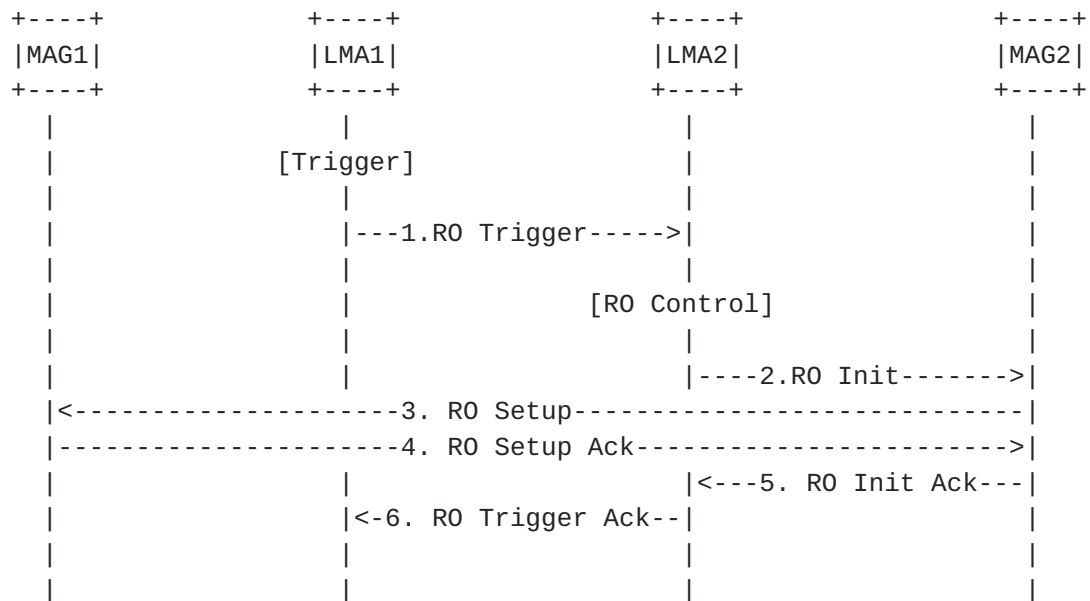 +----+ +----+ +----+ +----+
|MAG1| |LMA1| |LMA2| |MAG2|
+----+ +----+ +----+ +----+
| | | |
| [Trigger] | |
| | | |
| |---1.RO Trigger----->| |
| | | |
| | [RO Control] |
| | | |
| | |----2.RO Init------->|
|<---------------------3. RO Setup-----------------------------|
|----------------------4. RO Setup Ack------------------------>|
| | |<---5. RO Init Ack---|
| |<-6. RO Trigger Ack--| |
| | | |
| | | |